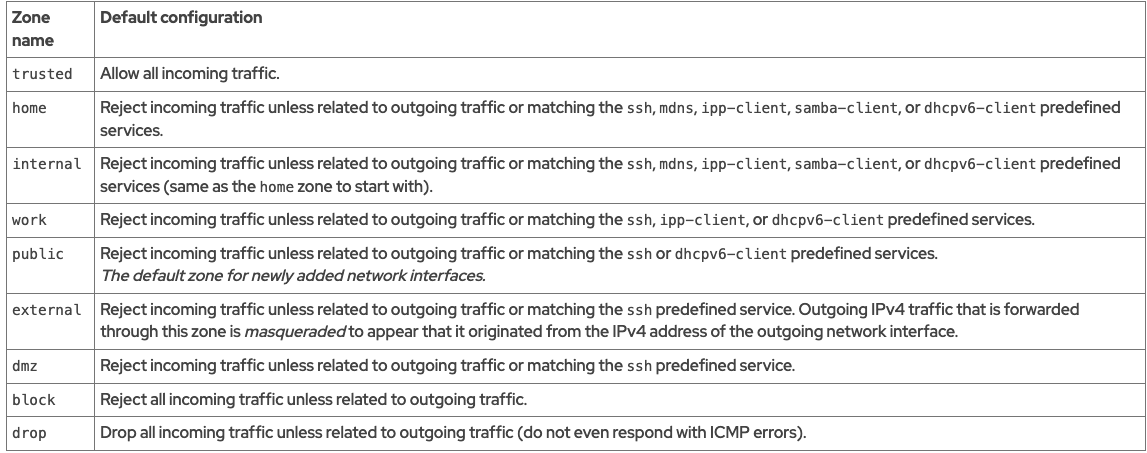 Zone name
Default configuration
trusted
Allow all incoming traffic.
home
Reject incoming traffic unless related to outgoing traffic or matching the ssh, mdns, ipp-client, samba-client, or dhcpv6-client predefined
services.
internal
Reject incoming traffic unless related to outgoing traffic or matching the ssh, mdns, ipp-client, samba-client, or dhcpv6-client predefined
services (same as the home zone to start with).
work
Reject incoming traffic unless related to outgoing traffic or matching the ssh, ipp-client, or dhcpv6-client predefined services.
public
Reject incoming traffic unless related to outgoing traffic or matching the ssh or dhcpv6-client predefined services.
The default zone for newly added network interfaces.
external
Reject incoming traffic unless related to outgoing traffic or matching the ssh predefined service. Outgoing IPv4 traffic that is forwarded
through this zone is masqueraded to appear that it originated from the IPv4 address of the outgoing network interface.
dmz
Reject incoming traffic unless related to outgoing traffic or matching the ssh predefined service.
block
Reject all incoming traffic unless related to outgoing traffic.
drop
Drop all incoming traffic unless related to outgoing traffic (do not even respond with ICMP errors).